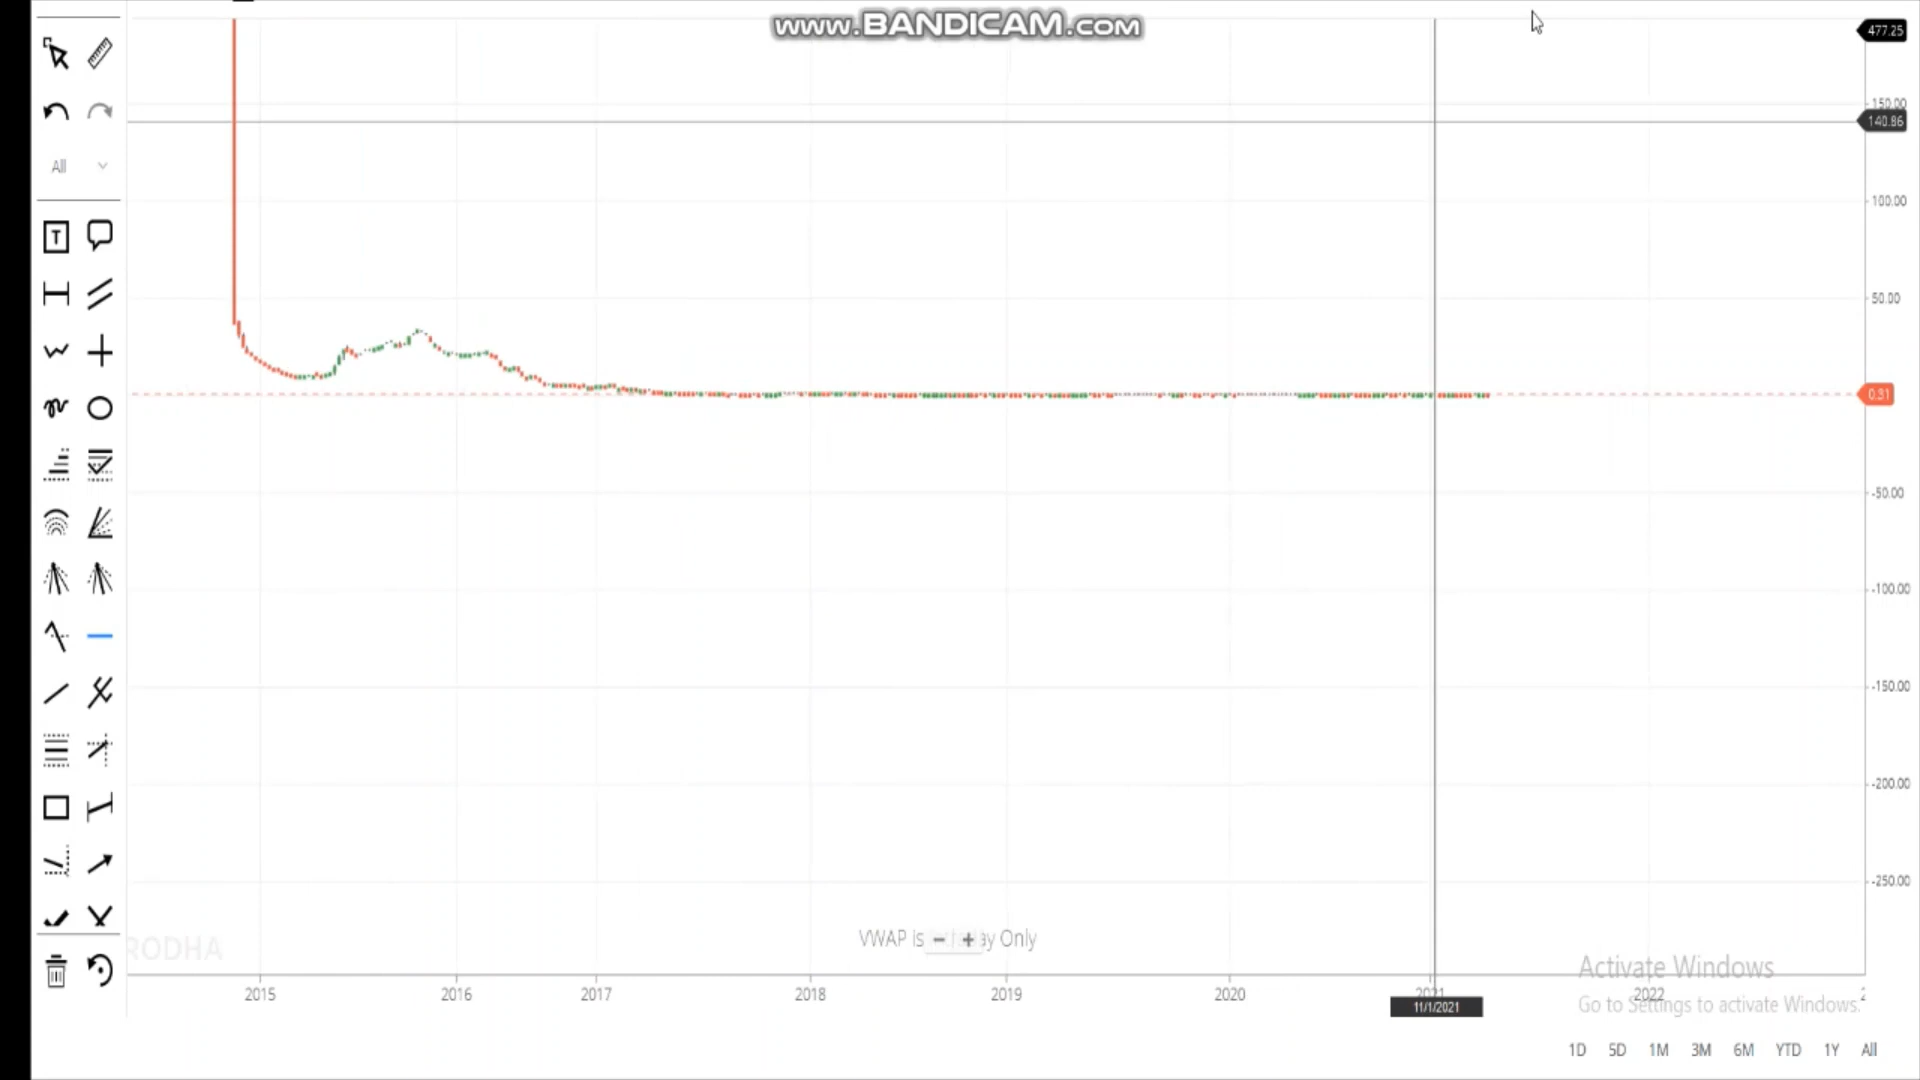 www.BANDICAM.com
477.25
150.00
140.86
All
100.00
T
50.00
0.31
-50.00
-100.00
-150.00
-200.00
-250.00
VWAP is
ay Only
RODHA
Activate Windows
2015 2016 2017 2018 2019 2020 2021 2022
11/1/2021
Go to Settings to activate Windows.
1D 5D 1M 3M 6M YTD 1Y All